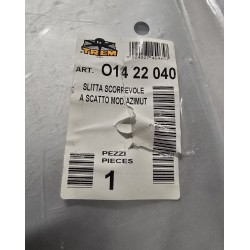 TREM
ART. O14 22 040
SLITTA SCORREVOLE
A SCATTO MOD.AZIMUT
PEZZI
PIECES
1